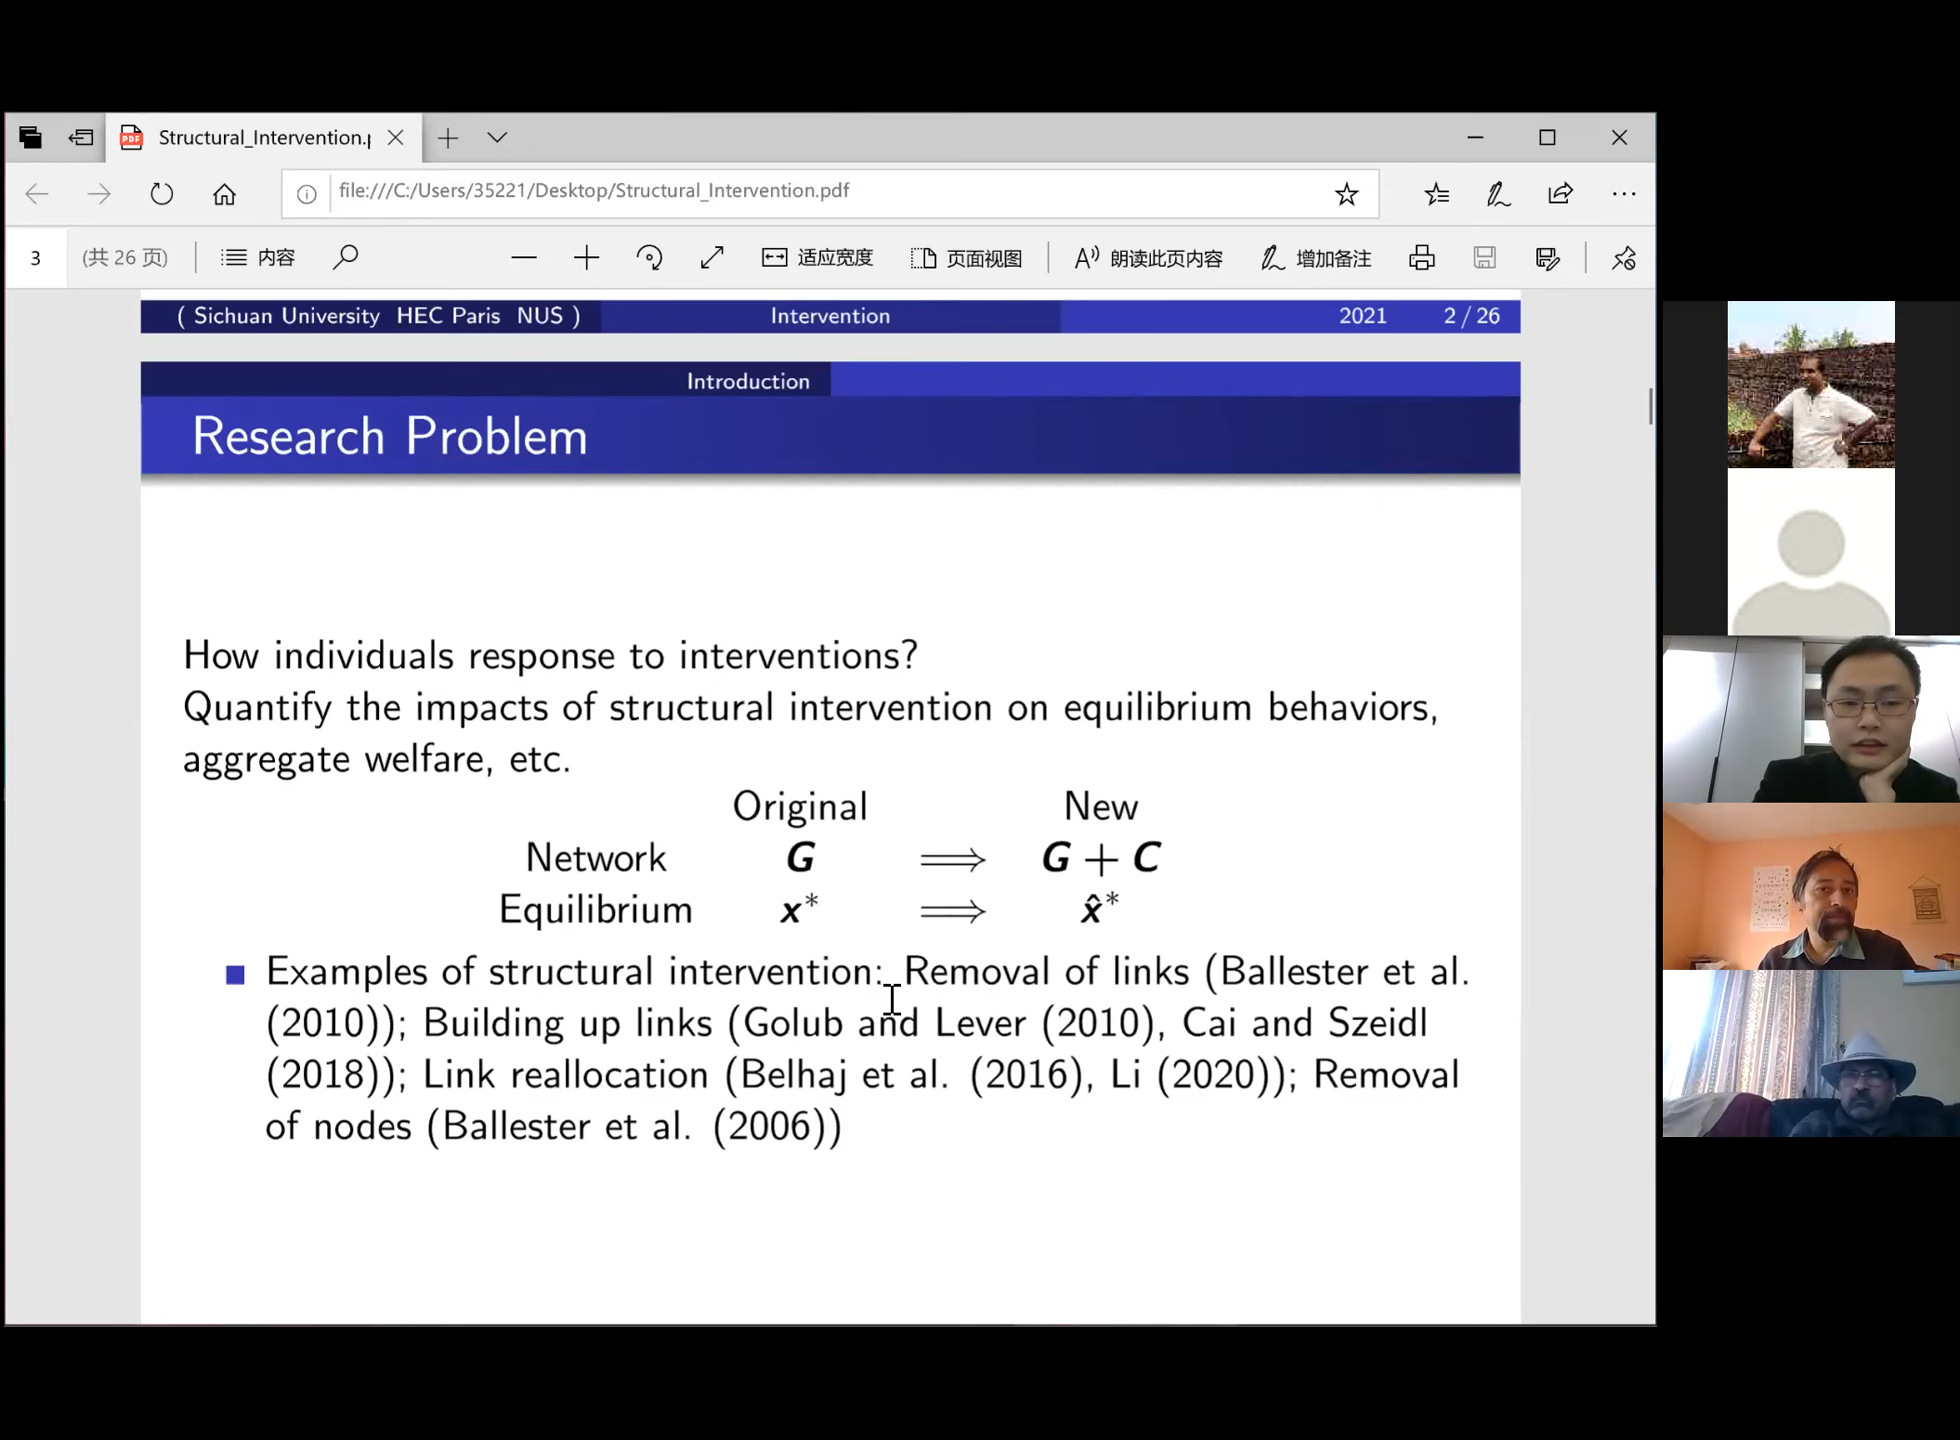 Structural_Intervention.p
file:///C:/Users/35221/Desktop/Structural_Intervention.pdf
3 (共 26 页) 内容 适应宽度 页面视图 朗读此页内容 增加备注
( Sichuan University HEC Paris NUS ) Intervention 2021 2 / 26
Introduction
Research Problem
How individuals response to interventions?
Quantify the impacts of structural intervention on equilibrium behaviors,
aggregate welfare, etc.
Original New
Network G ⟹ G + C
Equilibrium x* ⟹ x̂*
Examples of structural intervention: Removal of links (Ballester et al.
(2010)); Building up links (Golub and Lever (2010), Cai and Szeidl
(2018)); Link reallocation (Belhaj et al. (2016), Li (2020)); Removal
of nodes (Ballester et al. (2006))